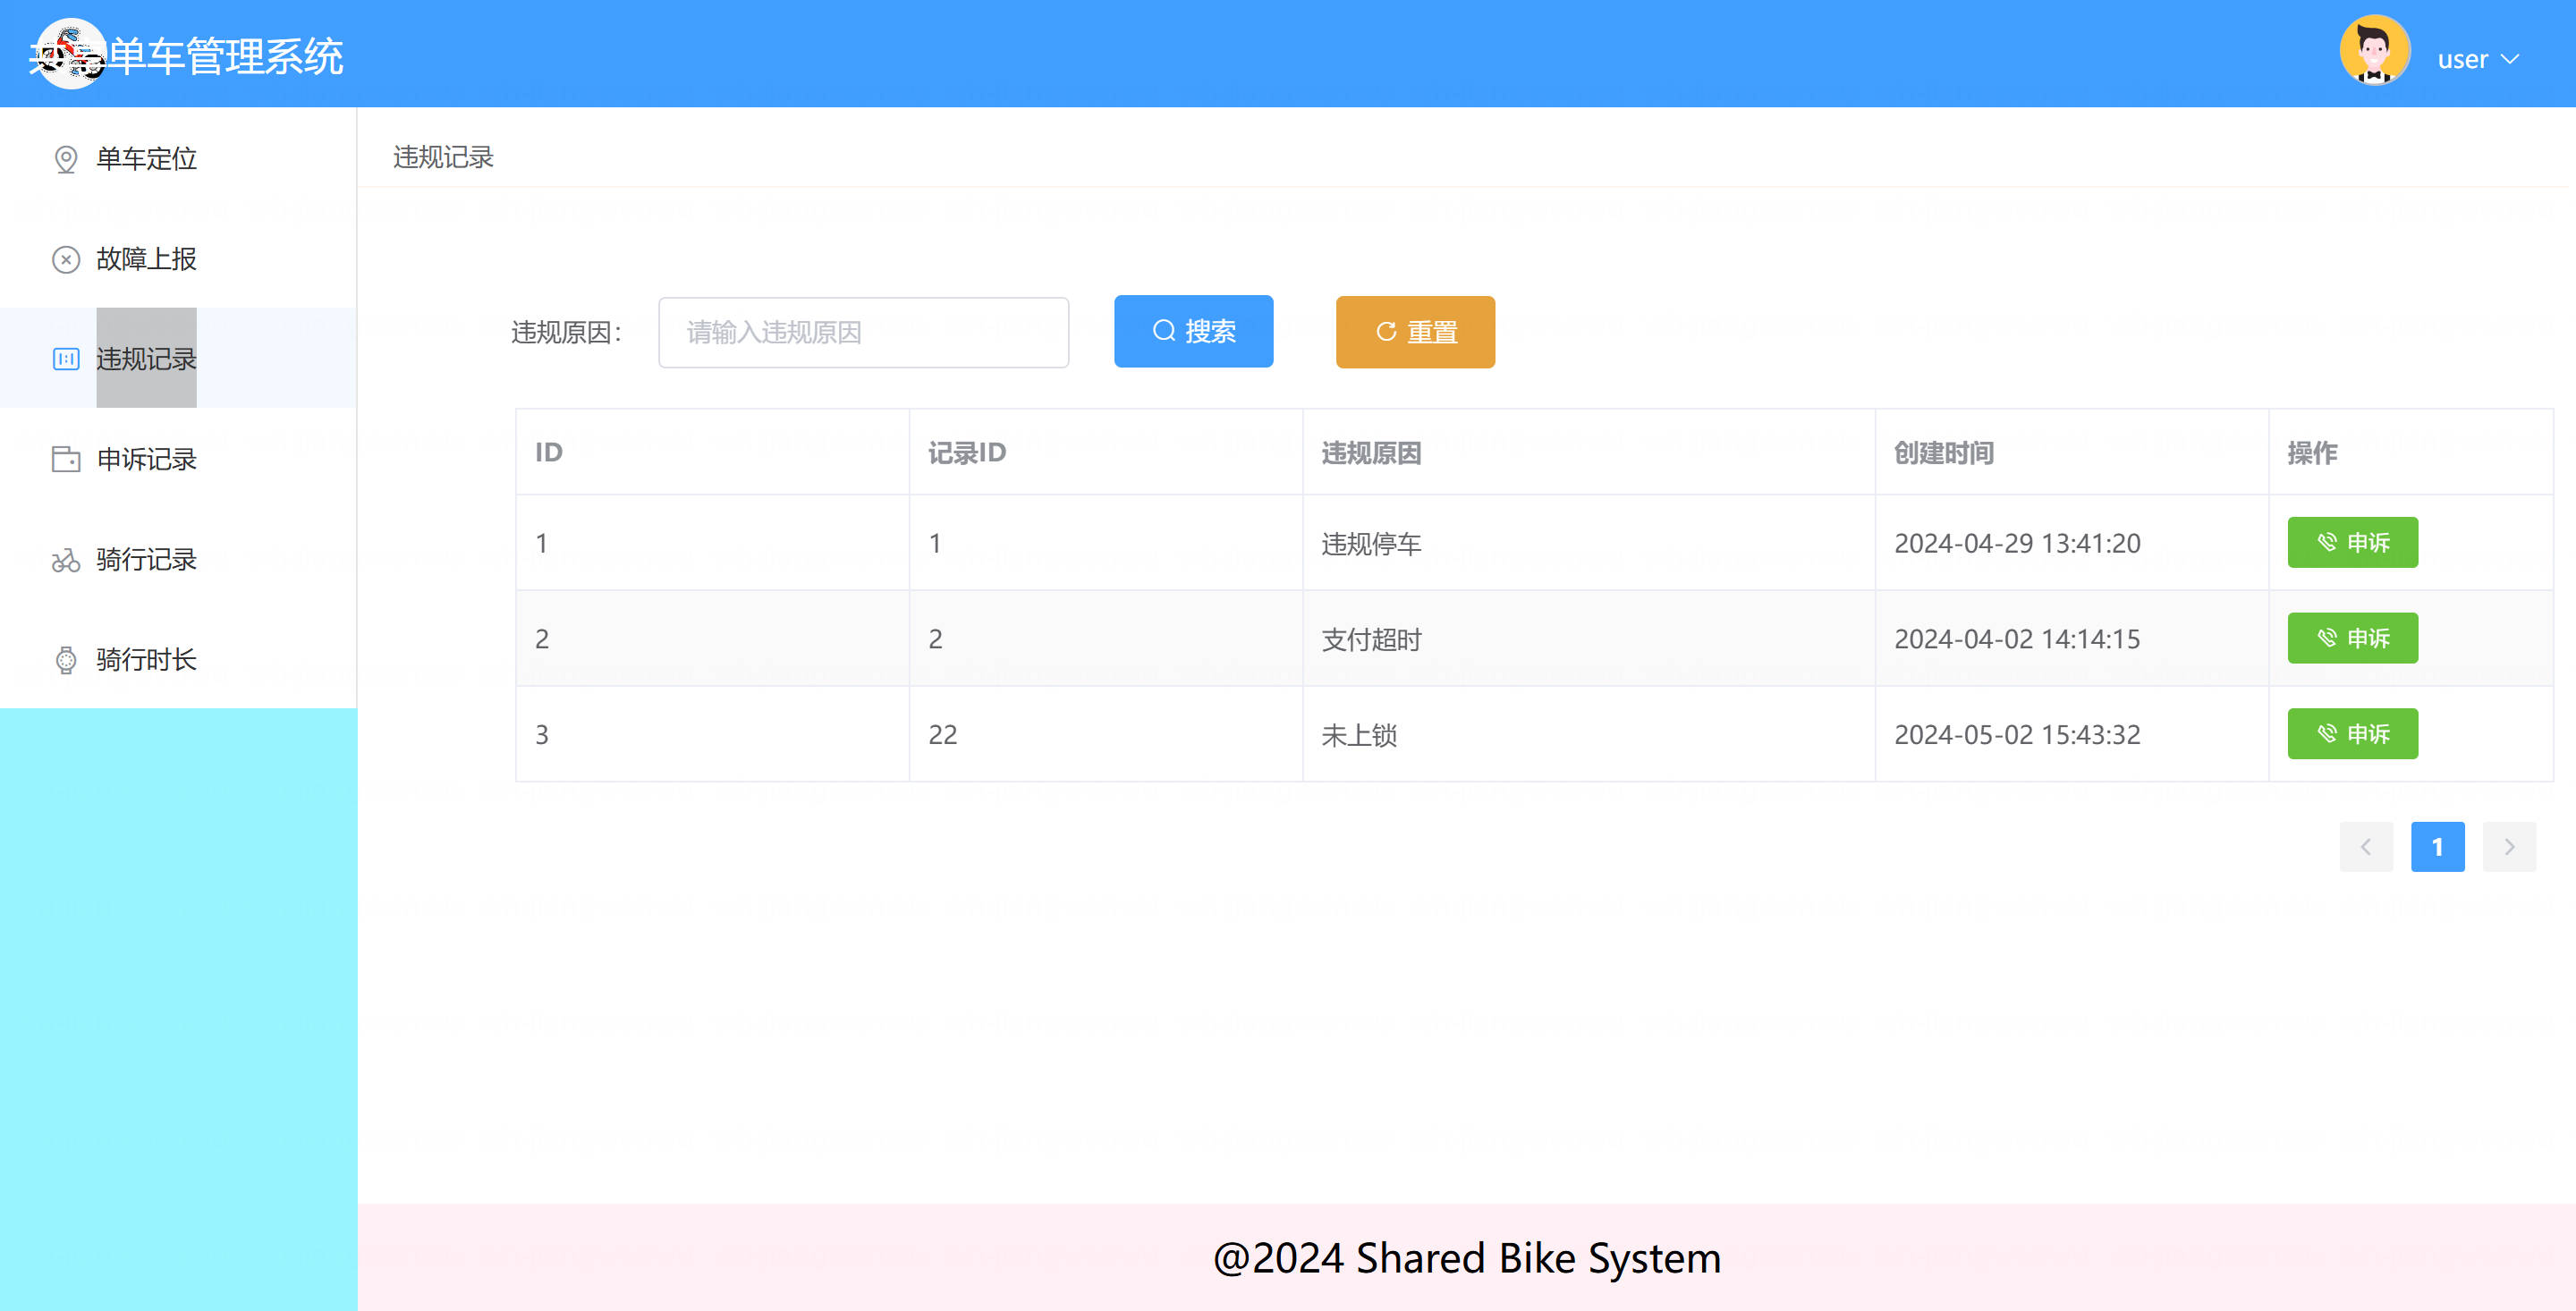 单车管理系统
user
单车定位
故障上报
违规记录
申诉记录
骑行记录
骑行时长
违规记录
违规原因：
请输入违规原因
搜索
重置
ID 记录ID 违规原因 创建时间 操作
1 1 违规停车 2024-04-29 13:41:20 申诉
2 2 支付超时 2024-04-02 14:14:15 申诉
3 22 未上锁 2024-05-02 15:43:32 申诉
1
@2024 Shared Bike System